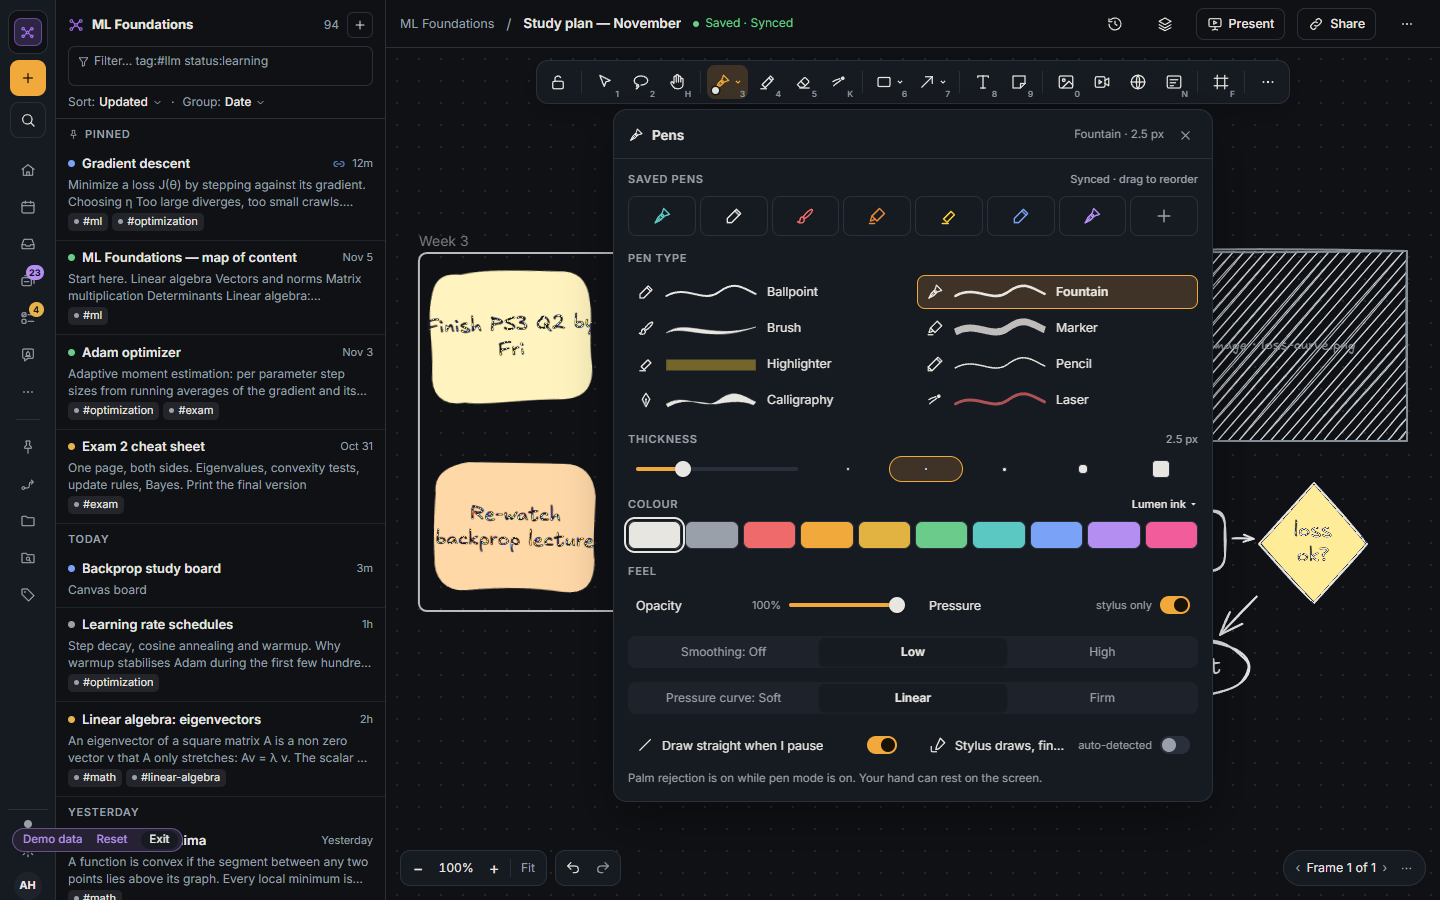 ML Foundations 94
Filter... tag:#llm status:learning
Sort: Updated · Group: Date
PINNED
Gradient descent 12m
Minimize a loss J(θ) by stepping against its gradient.
Choosing η Too large diverges, too small crawls....
#ml #optimization
ML Foundations — map of content Nov 5
Start here. Linear algebra Vectors and norms Matrix
multiplication Determinants Linear algebra:...
#ml
Adam optimizer Nov 3
Adaptive moment estimation: per parameter step
sizes from running averages of the gradient and its...
#optimization #exam
Exam 2 cheat sheet Oct 31
One page, both sides. Eigenvalues, convexity tests,
update rules, Bayes. Print the final version
#exam
TODAY
Backprop study board 3m
Canvas board
Learning rate schedules 1h
Step decay, cosine annealing and warmup. Why
warmup stabilises Adam during the first few hundre...
#optimization
Linear algebra: eigenvectors 2h
An eigenvector of a square matrix A is a non zero
vector v that A only stretches: Av = λ v. The scalar ...
#math #linear-algebra
YESTERDAY
ima Yesterday
A function is convex if the segment between any two
points lies above its graph. Every local minimum is...
#math
23
4
Demo data Reset Exit
AH
ML Foundations / Study plan — November Saved · Synced
Present Share
1 2 H 3 4 5 K 6 7 8 9 0 N F
Week 3
Finish PS3 Q2 by
Fri
Re-watch
backprop lecture
Pens Fountain · 2.5 px
SAVED PENS Synced · drag to reorder
PEN TYPE
Ballpoint Fountain
Brush Marker
Highlighter Pencil
Calligraphy Laser
THICKNESS 2.5 px
COLOUR Lumen ink
FEEL
Opacity 100% Pressure stylus only
Smoothing: Off Low High
Pressure curve: Soft Linear Firm
Draw straight when I pause Stylus draws, fin... auto-detected
Palm rejection is on while pen mode is on. Your hand can rest on the screen.
loss-curve.png
loss
ok?
t
− 100% + Fit
Frame 1 of 1